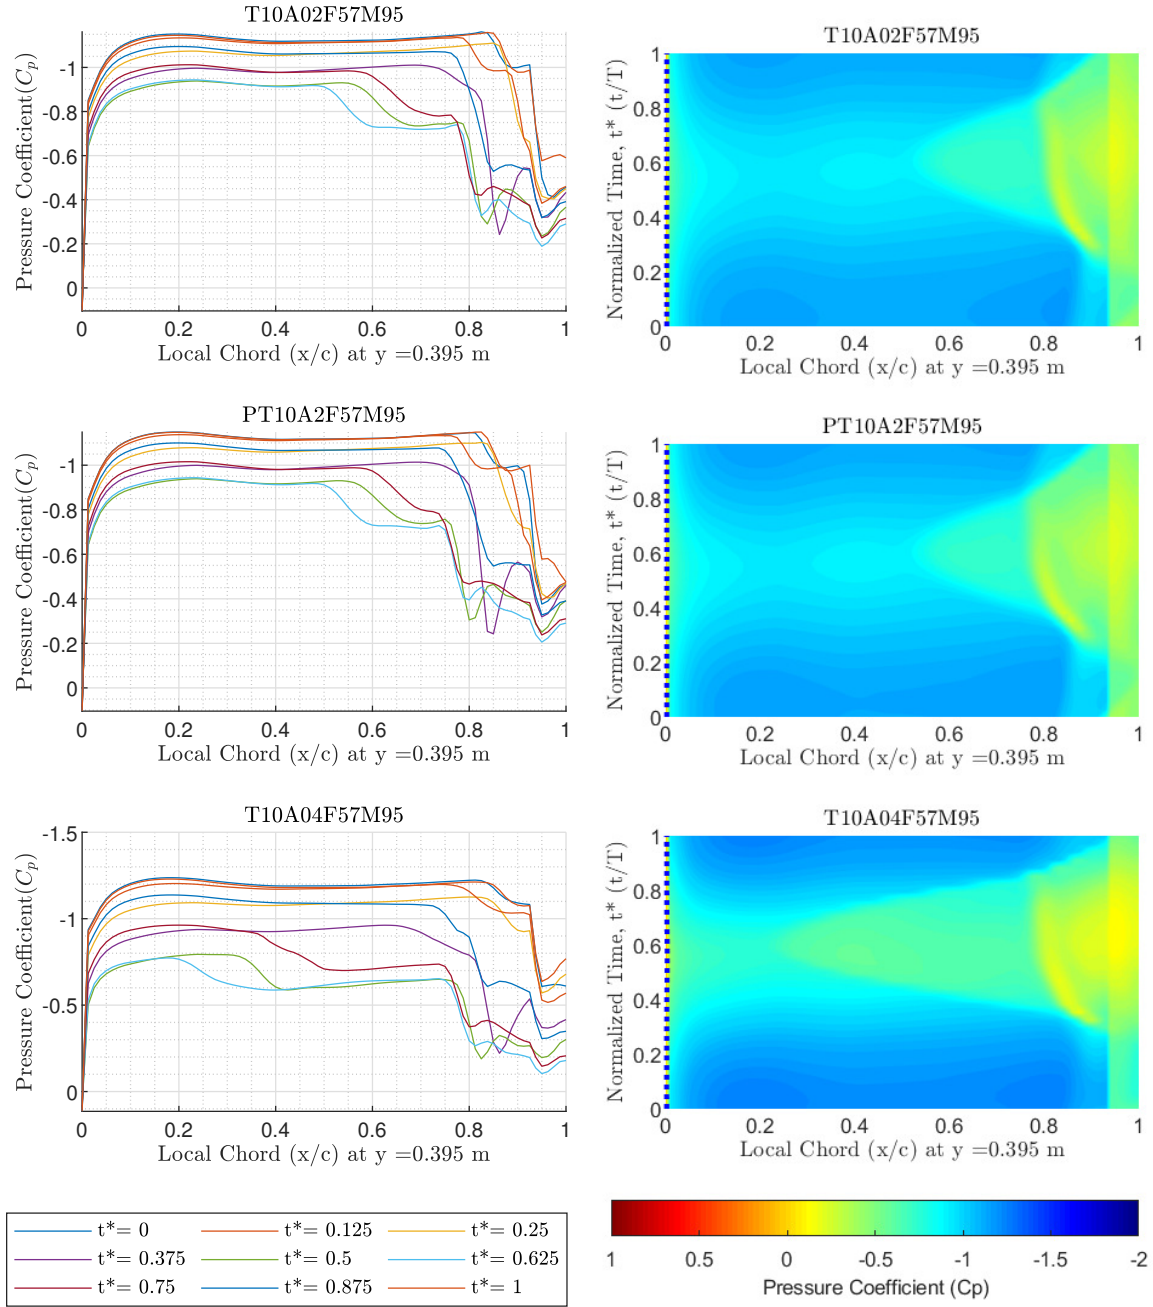 T10A02F57M95
Pressure Coefficient(Cp)
-1
-0.8
-0.6
-0.4
-0.2
0
0 0.2 0.4 0.6 0.8 1
Local Chord (x/c) at y =0.395 m
T10A02F57M95
Normalized Time, t* (t/T)
1
0.8
0.6
0.4
0.2
0
0 0.2 0.4 0.6 0.8 1
Local Chord (x/c) at y =0.395 m
PT10A2F57M95
Pressure Coefficient(Cp)
-1
-0.8
-0.6
-0.4
-0.2
0
0 0.2 0.4 0.6 0.8 1
Local Chord (x/c) at y =0.395 m
PT10A2F57M95
Normalized Time, t* (t/T)
1
0.8
0.6
0.4
0.2
0
0 0.2 0.4 0.6 0.8 1
Local Chord (x/c) at y =0.395 m
T10A04F57M95
Pressure Coefficient(Cp)
-1.5
-1
-0.5
0
0 0.2 0.4 0.6 0.8 1
Local Chord (x/c) at y =0.395 m
T10A04F57M95
Normalized Time, t* (t/T)
1
0.8
0.6
0.4
0.2
0
0 0.2 0.4 0.6 0.8 1
Local Chord (x/c) at y =0.395 m
t*= 0 t*= 0.125 t*= 0.25
t*= 0.375 t*= 0.5 t*= 0.625
t*= 0.75 t*= 0.875 t*= 1
1 0.5 0 -0.5 -1 -1.5 -2
Pressure Coefficient (Cp)